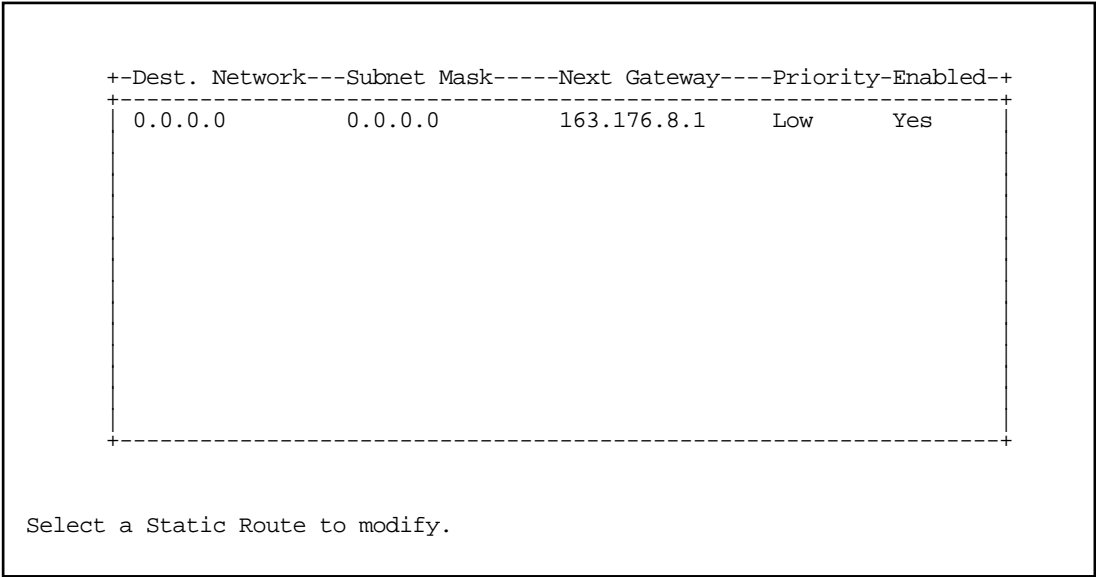 +-Dest. Network---Subnet Mask-----Next Gateway----Priority-Enabled-+
+------------------------------------------------------------------+
| 0.0.0.0         0.0.0.0         163.176.8.1     Low      Yes     |
+------------------------------------------------------------------+
Select a Static Route to modify.